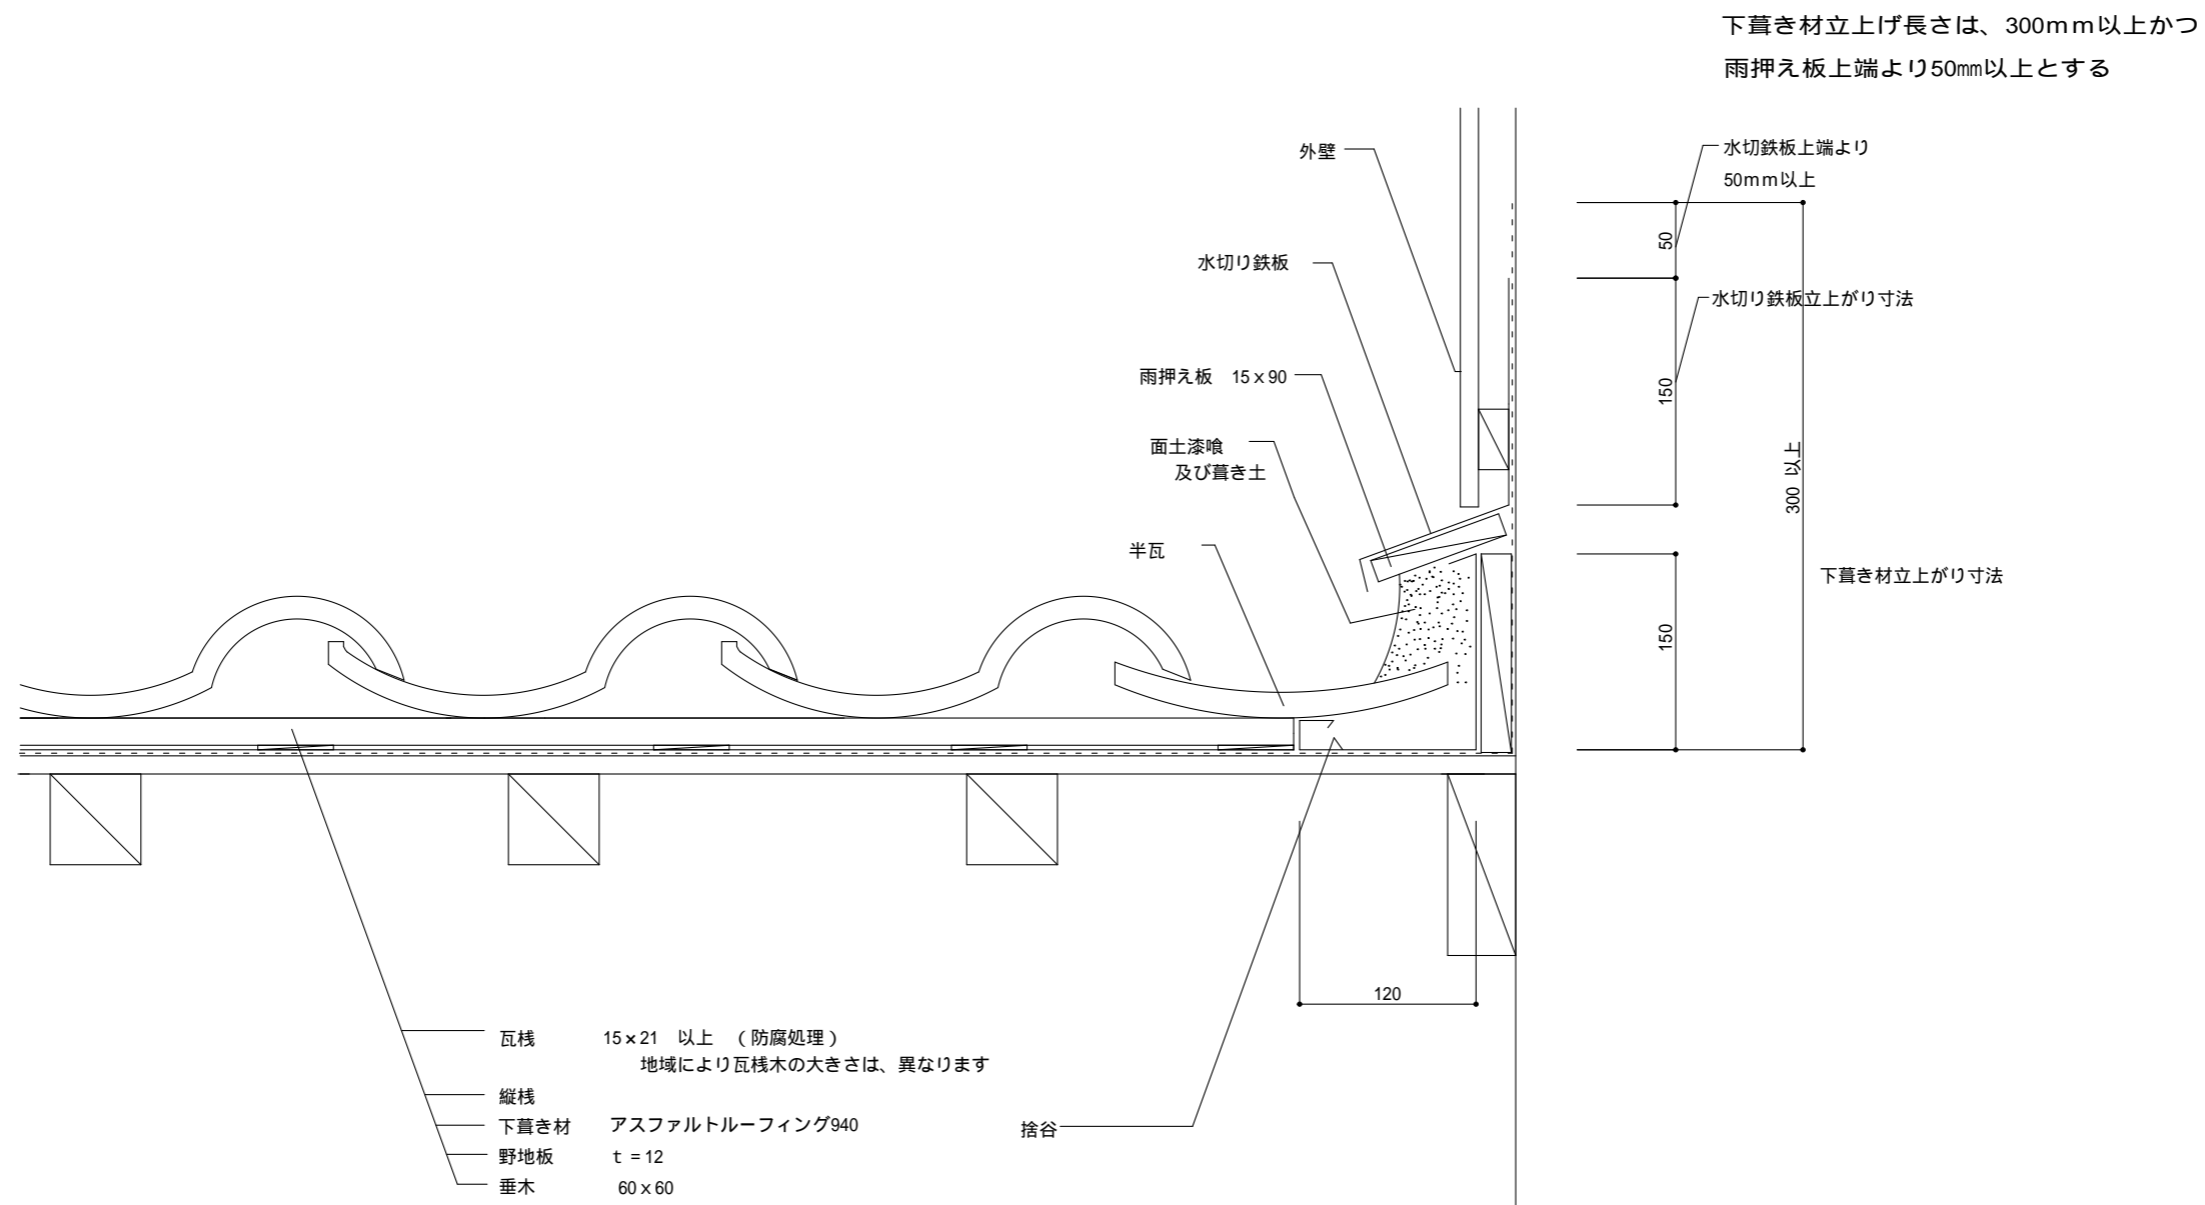 下葺き材立上げ長さは、300ｍｍ以上かつ
雨押え板上端より50㎜以上とする
外壁
水切鉄板上端より
50ｍｍ以上
50
水切り鉄板
水切り鉄板立上がり寸法
雨押え板　15ｘ90
150
面土漆喰
及び葺き土
300 以上
半瓦
下葺き材立上がり寸法
150
120
瓦桟　15×21　以上　（防腐処理）
地域により瓦桟木の大きさは、異なります
縦桟
下葺き材　アスファルトルーフィング940
捨谷
野地板　ｔ＝12
垂木　60ｘ60